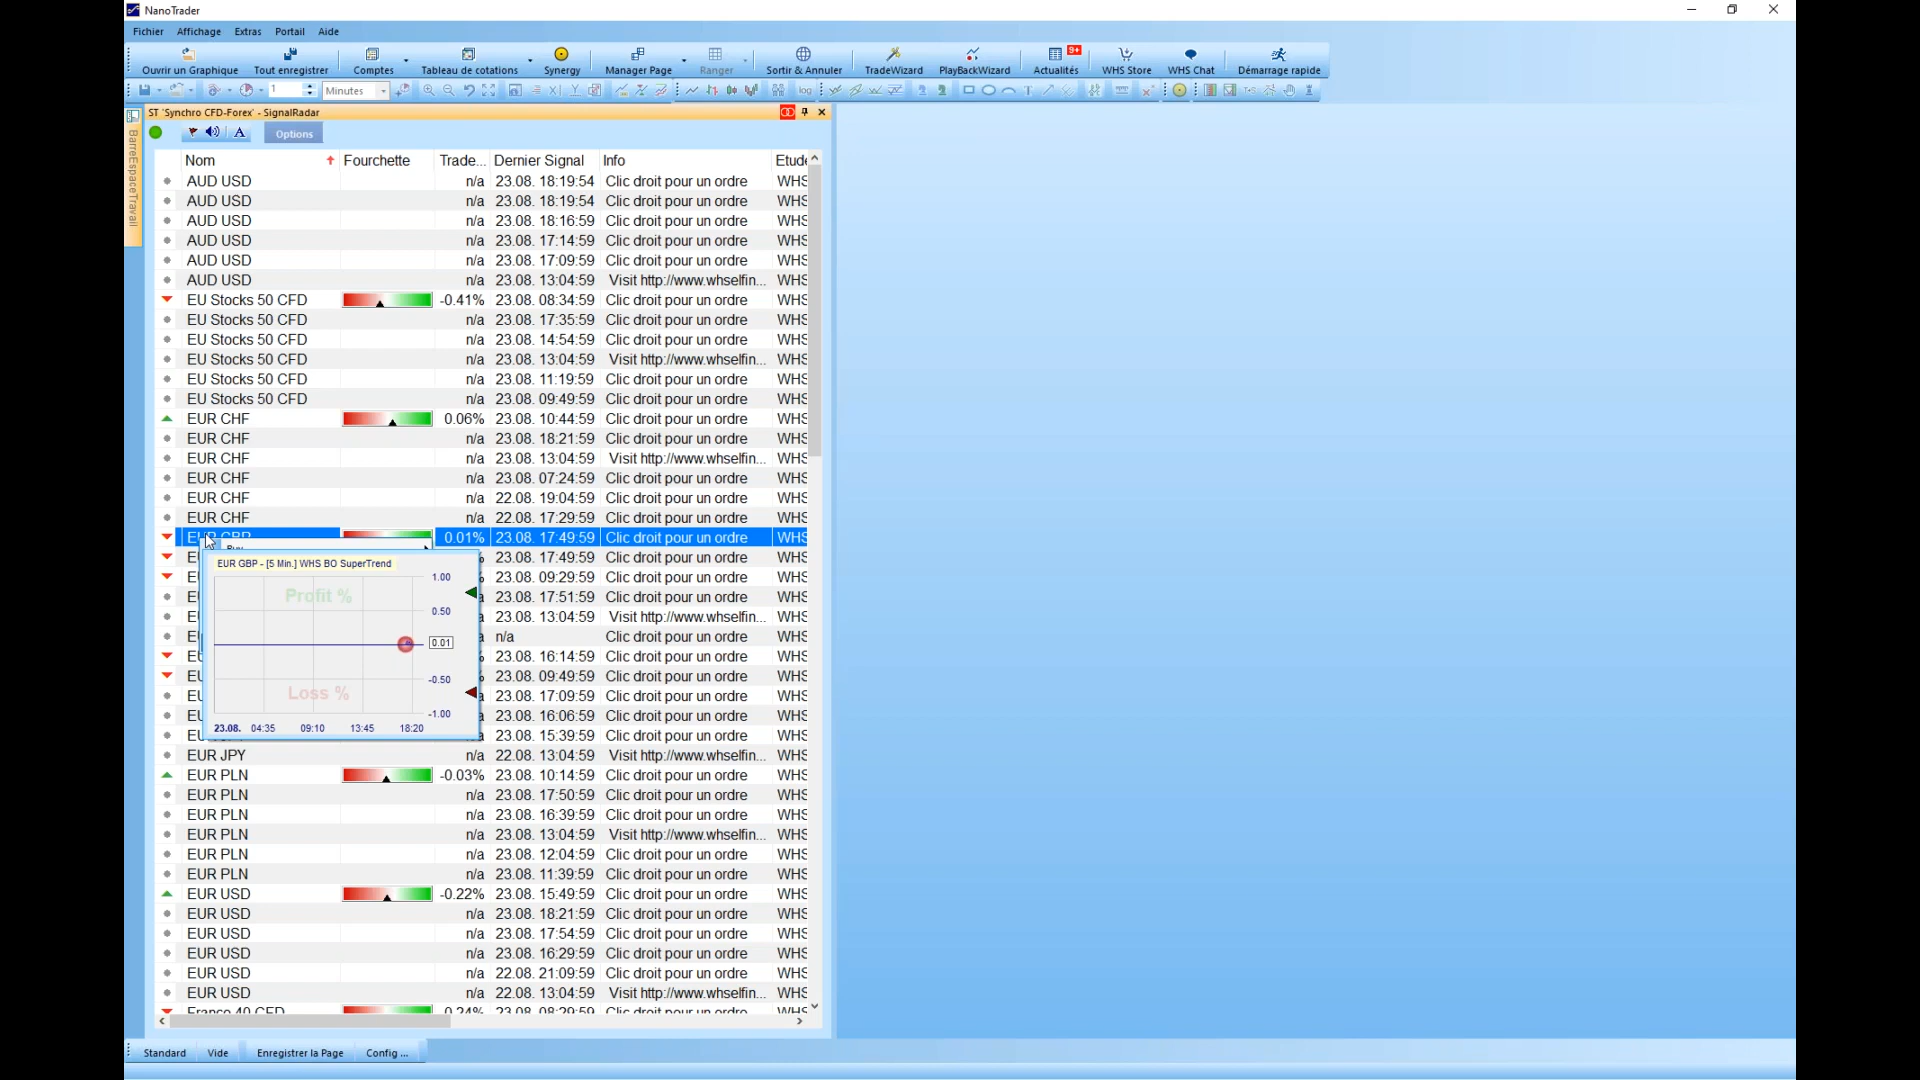 NanoTrader
Fichier Affichage Extras Portail Aide
Ouvrir un Graphique Tout enregistrer Comptes Tableau de cotations Synergy Manager Page Ranger Sortir & Annuler TradeWizard PlayBackWizard Actualités 9+ WHS Store WHS Chat Démarrage rapide
1 Minutes log
ST 'Synchro CFD-Forex' - SignalRadar
BarreEspaceTravail
A Options
Nom Fourchette Trade... Dernier Signal Info Etude
AUD USD n/a 23.08. 18:19:54 Clic droit pour un ordre WHS
AUD USD n/a 23.08. 18:19:54 Clic droit pour un ordre WHS
AUD USD n/a 23.08. 18:16:59 Clic droit pour un ordre WHS
AUD USD n/a 23.08. 17:14:59 Clic droit pour un ordre WHS
AUD USD n/a 23.08. 17:09:59 Clic droit pour un ordre WHS
AUD USD n/a 23.08. 13:04:59 Visit http://www.whselfin... WHS
EU Stocks 50 CFD -0.41% 23.08. 08:34:59 Clic droit pour un ordre WHS
EU Stocks 50 CFD n/a 23.08. 17:35:59 Clic droit pour un ordre WHS
EU Stocks 50 CFD n/a 23.08. 14:54:59 Clic droit pour un ordre WHS
EU Stocks 50 CFD n/a 23.08. 13:04:59 Visit http://www.whselfin... WHS
EU Stocks 50 CFD n/a 23.08. 11:19:59 Clic droit pour un ordre WHS
EU Stocks 50 CFD n/a 23.08. 09:49:59 Clic droit pour un ordre WHS
EUR CHF 0.06% 23.08. 10:44:59 Clic droit pour un ordre WHS
EUR CHF n/a 23.08. 18:21:59 Clic droit pour un ordre WHS
EUR CHF n/a 23.08. 13:04:59 Visit http://www.whselfin... WHS
EUR CHF n/a 23.08. 07:24:59 Clic droit pour un ordre WHS
EUR CHF n/a 22.08. 19:04:59 Clic droit pour un ordre WHS
EUR CHF n/a 22.08. 17:29:59 Clic droit pour un ordre WHS
EUR GBP 0.01% 23.08. 17:49:59 Clic droit pour un ordre WHS
23.08. 17:49:59 Clic droit pour un ordre WHS
23.08. 09:29:59 Clic droit pour un ordre WHS
23.08. 17:51:59 Clic droit pour un ordre WHS
23.08. 13:04:59 Visit http://www.whselfin... WHS
n/a Clic droit pour un ordre WHS
23.08. 16:14:59 Clic droit pour un ordre WHS
23.08. 09:49:59 Clic droit pour un ordre WHS
23.08. 17:09:59 Clic droit pour un ordre WHS
23.08. 16:06:59 Clic droit pour un ordre WHS
23.08. 15:39:59 Clic droit pour un ordre WHS
EUR GBP - [5 Min.] WHS BO SuperTrend
1.00
Profit %
0.50
0.01
-0.50
Loss %
-1.00
23.08. 04:35 09:10 13:45 18:20
EUR JPY n/a 22.08. 13:04:59 Visit http://www.whselfin... WHS
EUR PLN -0.03% 23.08. 10:14:59 Clic droit pour un ordre WHS
EUR PLN n/a 23.08. 17:50:59 Clic droit pour un ordre WHS
EUR PLN n/a 23.08. 16:39:59 Clic droit pour un ordre WHS
EUR PLN n/a 23.08. 13:04:59 Visit http://www.whselfin... WHS
EUR PLN n/a 23.08. 12:04:59 Clic droit pour un ordre WHS
EUR PLN n/a 23.08. 11:39:59 Clic droit pour un ordre WHS
EUR USD -0.22% 23.08. 15:49:59 Clic droit pour un ordre WHS
EUR USD n/a 23.08. 18:21:59 Clic droit pour un ordre WHS
EUR USD n/a 23.08. 17:54:59 Clic droit pour un ordre WHS
EUR USD n/a 23.08. 16:29:59 Clic droit pour un ordre WHS
EUR USD n/a 22.08. 21:09:59 Clic droit pour un ordre WHS
EUR USD n/a 22.08. 13:04:59 Visit http://www.whselfin... WHS
France 40 CFD 0.24% 23.08. 08:29:59 Clic droit pour un ordre WHS
Standard Vide Enregistrer la Page Config ...